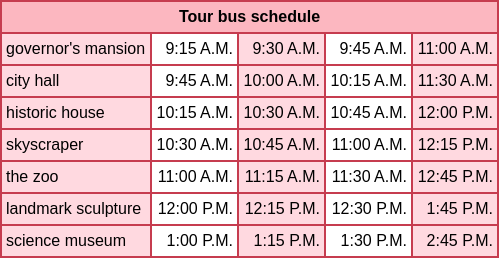 Tour bus schedule
governor's mansion 9:15 A.M. 9:30 A.M. 9:45 A.M. 11:00 A.M.
city hall 9:45 A.M. 10:00 A.M. 10:15 A.M. 11:30 A.M.
historic house 10:15 A.M. 10:30 A.M. 10:45 A.M. 12:00 P.M.
skyscraper 10:30 A.M. 10:45 A.M. 11:00 A.M. 12:15 P.M.
the zoo 11:00 A.M. 11:15 A.M. 11:30 A.M. 12:45 P.M.
landmark sculpture 12:00 P.M. 12:15 P.M. 12:30 P.M. 1:45 P.M.
science museum 1:00 P.M. 1:15 P.M. 1:30 P.M. 2:45 P.M.